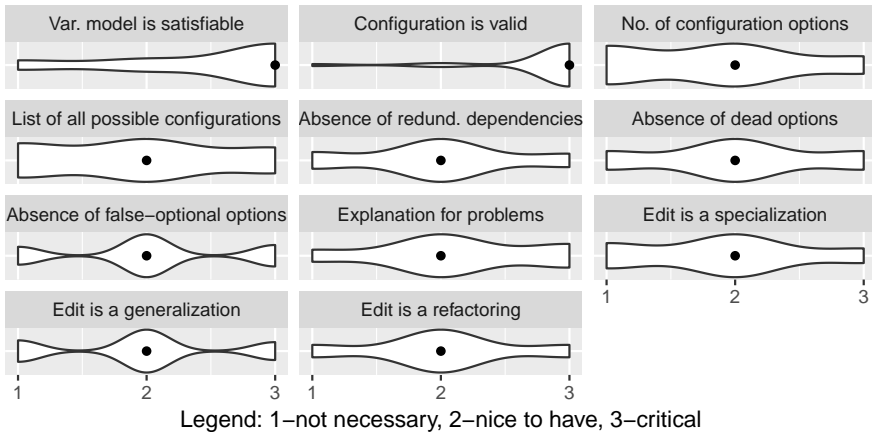 Var. model is satisfiable
Configuration is valid
No. of configuration options
List of all possible configurations
Absence of redund. dependencies
Absence of dead options
Absence of false−optional options
Explanation for problems
Edit is a specialization
1 2 3
Edit is a generalization
Edit is a refactoring
1 2 3
1 2 3
Legend: 1−not necessary, 2−nice to have, 3−critical